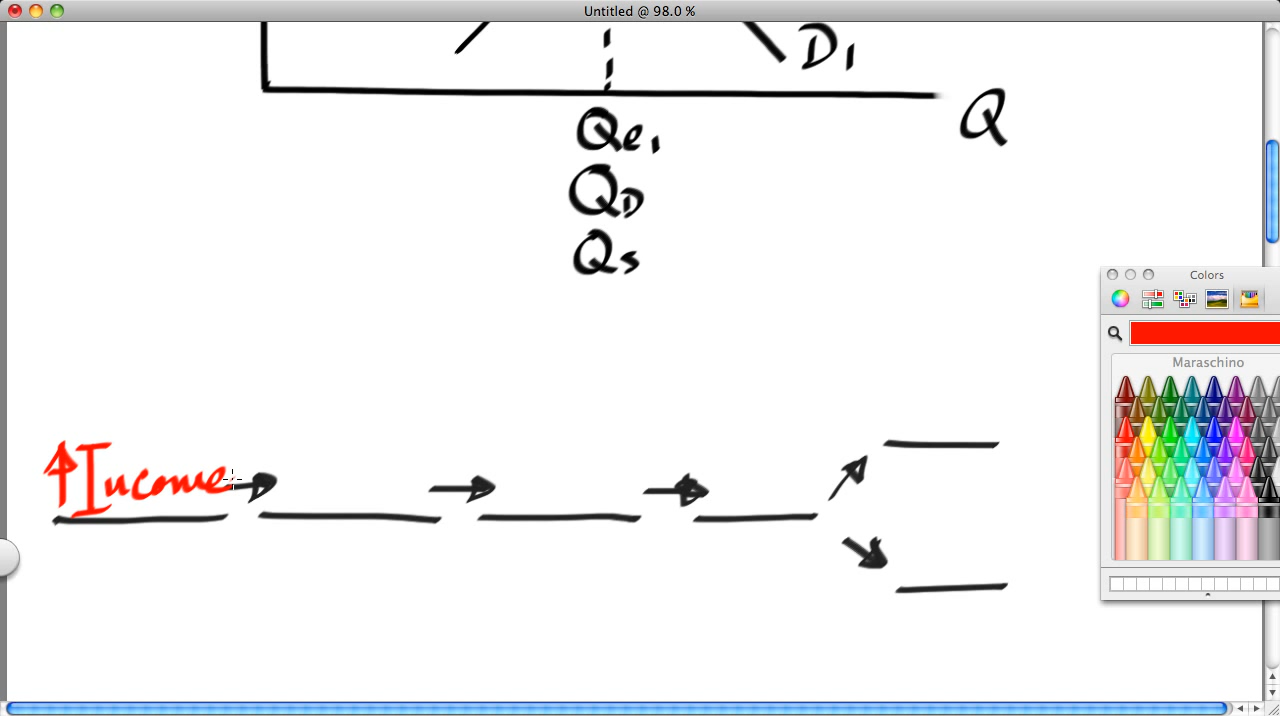 Untitled @ 98.0 %
D1
Q
Qe1
QD
Qs
Colors
Maraschino
↑Income